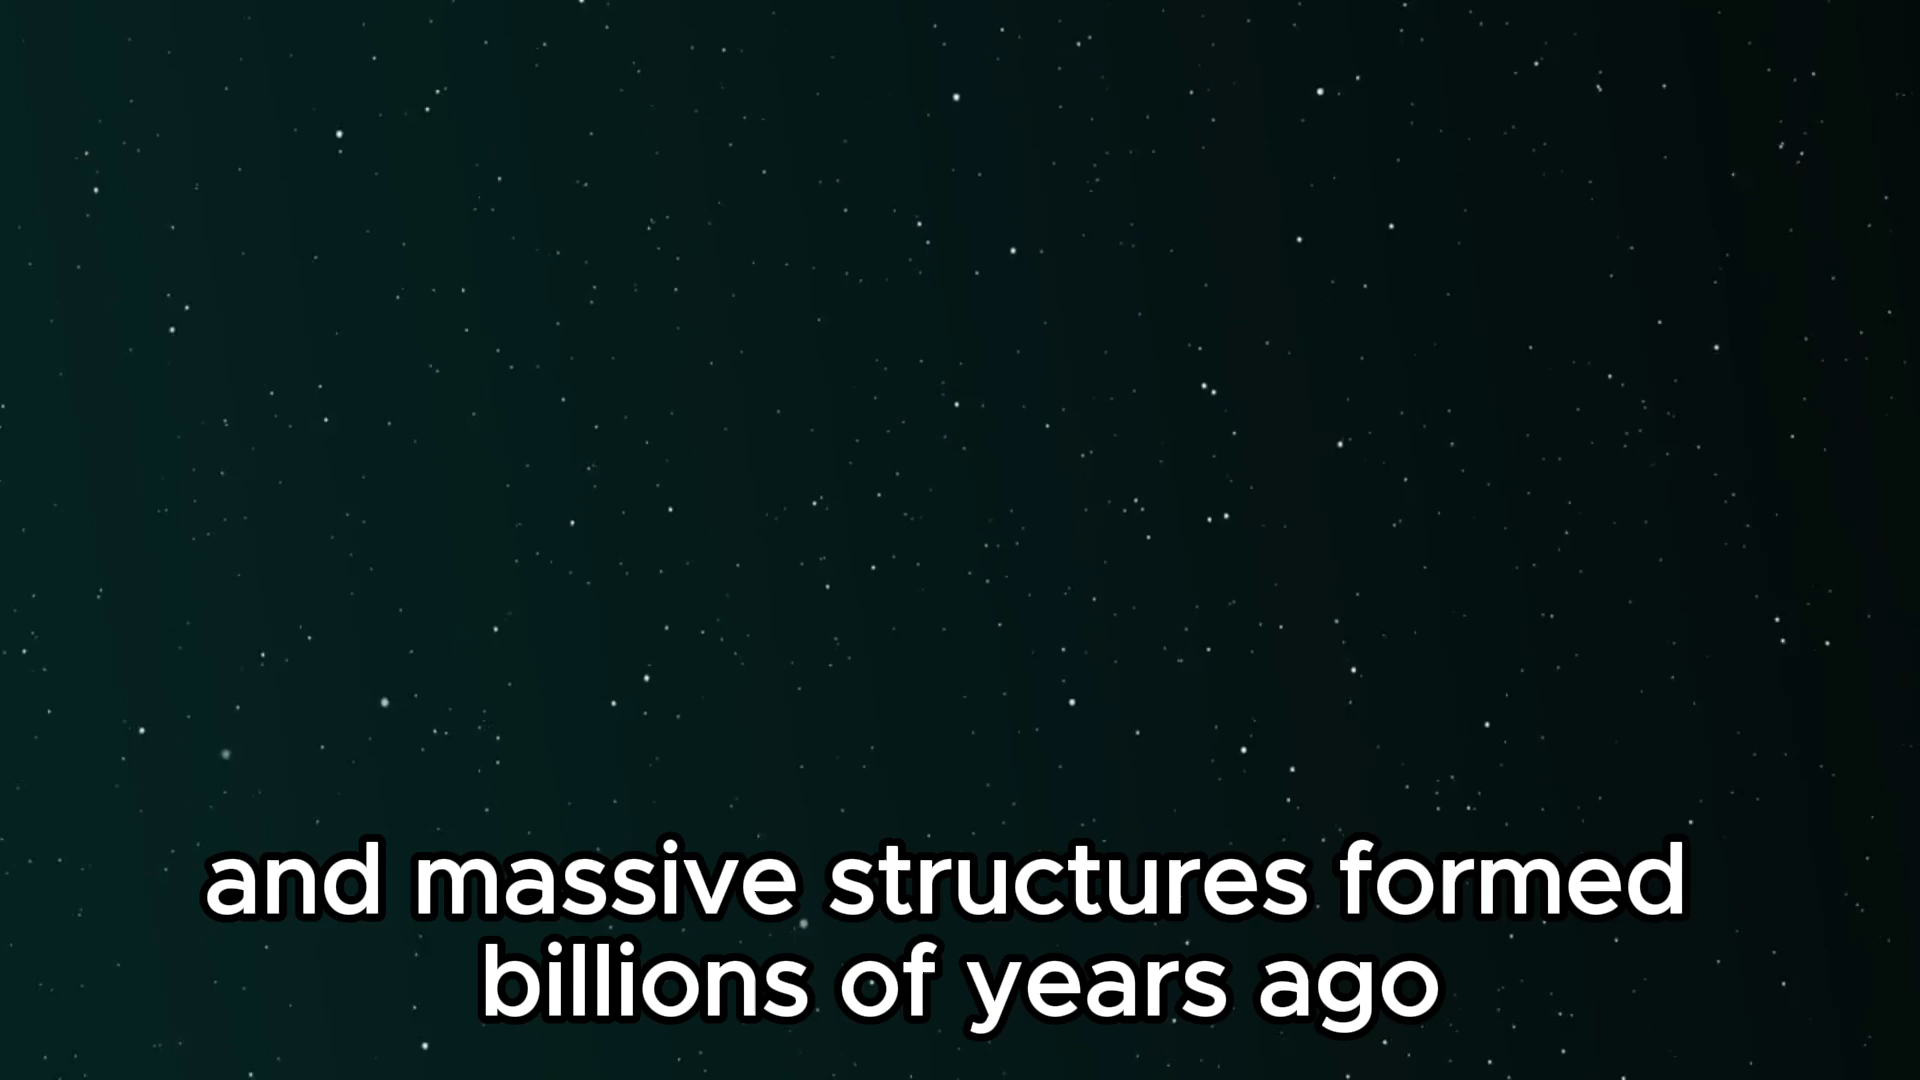 and massive structures formed
billions of years ago